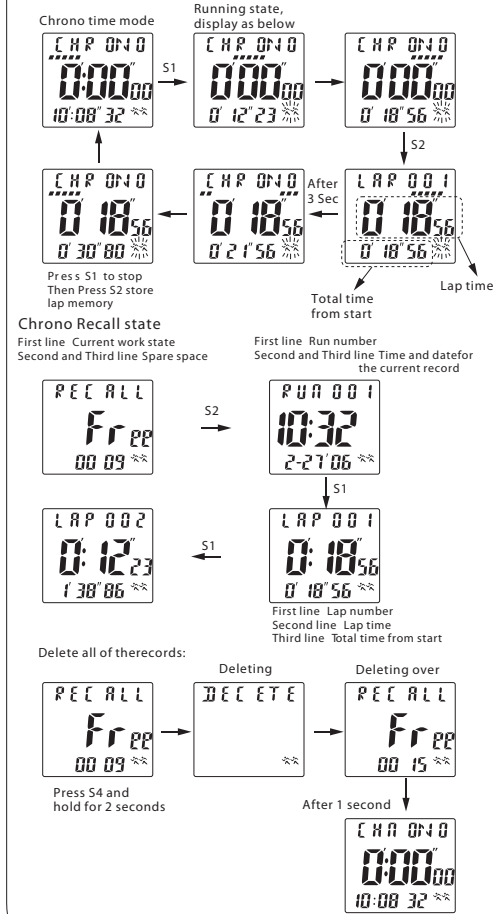 Chrono time mode
Running state,
display as below
CHRONO
0:00"00
10':08"32
S1
CHRONO
0'00"00
0' 12"23
CHRONO
0'00"00
0' 18"56
S2
CHRONO
0' 18"56
0' 30"80
CHRONO
0' 18"56
0' 21"56
After
3 Sec
LAP 001
0' 18"56
0' 18"56
Press S1 to stop
Then Press S2 store
lap memory
Total time
from start
Lap time
Chrono Recall state
First line Current work state
Second and Third line Spare space
First line Run number
Second and Third line Time and datefor
the current record
RECALL
Free
00 09
S2
RUN 001
10:32
2-27'06
S1
LAP 002
0: 12"23
1'38"86
S1
LAP 001
0: 18"56
0' 18"56
First line Lap number
Second line Lap time
Third line Total time from start
Delete all of therecords:
Deleting
Deleting over
RECALL
Free
00 09
DECETE
RECALL
Free
00 15
Press S4 and
hold for 2 seconds
After 1 second
CHRONO
0:00"00
10:08 32